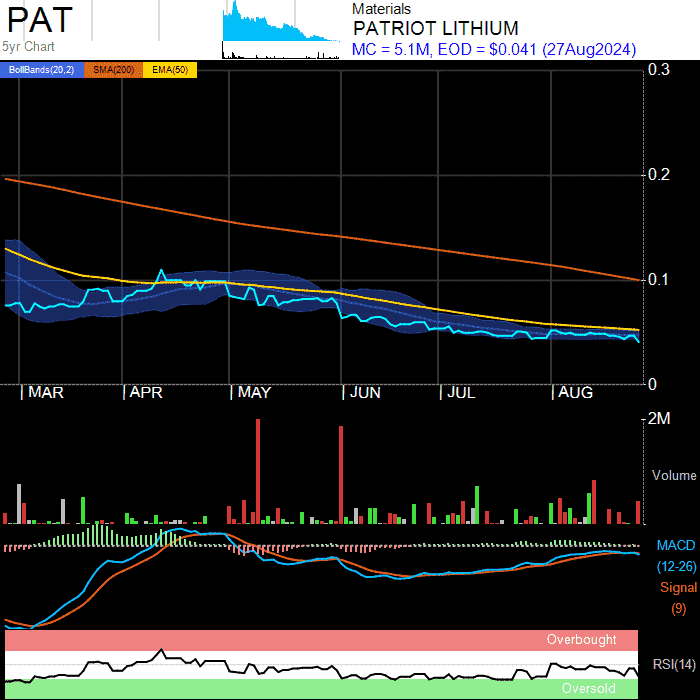 PAT
5yr Chart
Materials
PATRIOT LITHIUM
MC = 5.1M, EOD = $0.041 (27Aug2024)
BollBands(20,2) SMA(200) EMA(50)
0.3
0.2
0.1
0
MAR APR MAY JUN JUL AUG
2M
Volume
MACD
(12-26)
Signal
(9)
Overbought
RSI(14)
Oversold